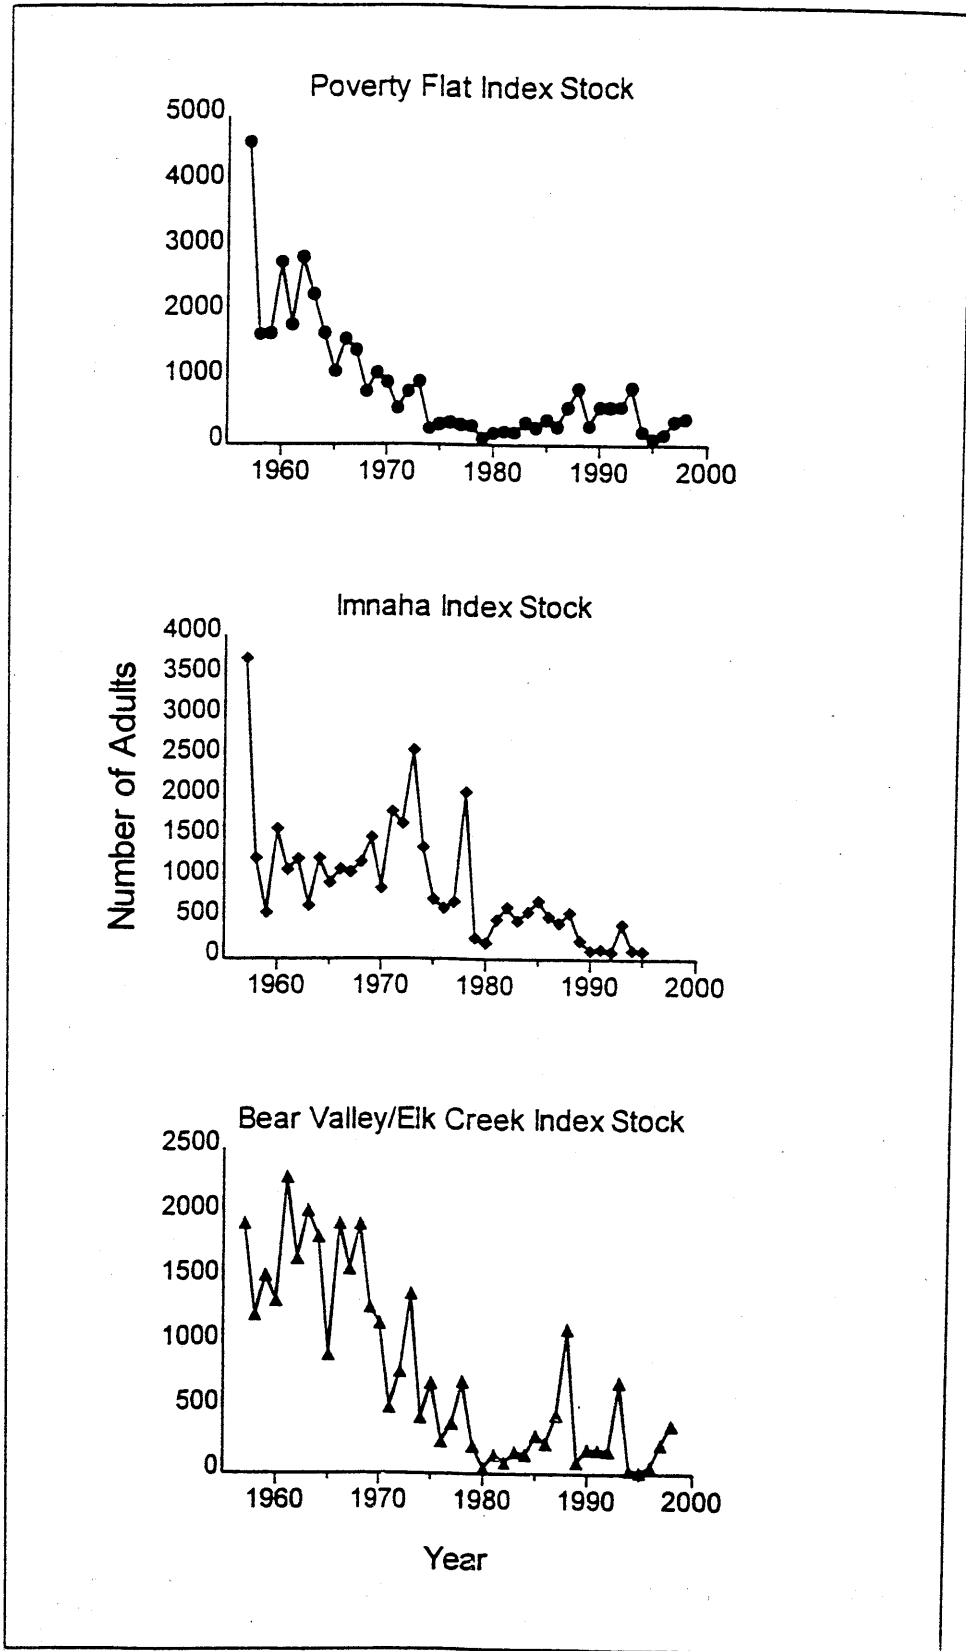 Poverty Flat Index Stock
5000
4000
3000
2000
1000
0
1960 1970 1980 1990 2000
Imnaha Index Stock
4000
3500
3000
2500
2000
1500
1000
500
0
1960 1970 1980 1990 2000
Number of Adults
Bear Valley/Elk Creek Index Stock
2500
2000
1500
1000
500
0
1960 1970 1980 1990 2000
Year